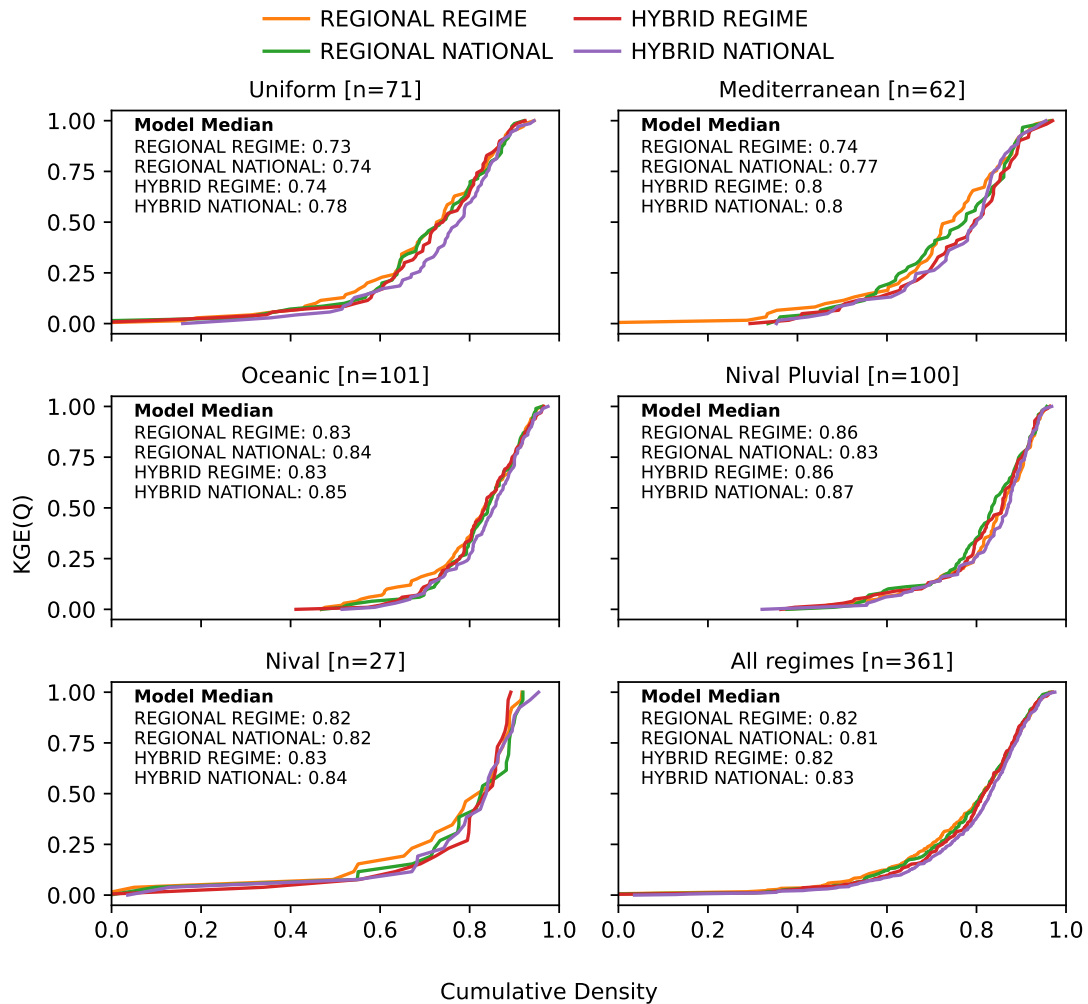 REGIONAL REGIME
HYBRID REGIME
REGIONAL NATIONAL
HYBRID NATIONAL
Uniform [n=71]
Mediterranean [n=62]
1.00
0.75
0.50
0.25
0.00
Model Median
REGIONAL REGIME: 0.73
REGIONAL NATIONAL: 0.74
HYBRID REGIME: 0.74
HYBRID NATIONAL: 0.78
Model Median
REGIONAL REGIME: 0.74
REGIONAL NATIONAL: 0.77
HYBRID REGIME: 0.8
HYBRID NATIONAL: 0.8
Oceanic [n=101]
Nival Pluvial [n=100]
KGE(Q)
1.00
0.75
0.50
0.25
0.00
Model Median
REGIONAL REGIME: 0.83
REGIONAL NATIONAL: 0.84
HYBRID REGIME: 0.83
HYBRID NATIONAL: 0.85
Model Median
REGIONAL REGIME: 0.86
REGIONAL NATIONAL: 0.83
HYBRID REGIME: 0.86
HYBRID NATIONAL: 0.87
Nival [n=27]
All regimes [n=361]
1.00
0.75
0.50
0.25
0.00
Model Median
REGIONAL REGIME: 0.82
REGIONAL NATIONAL: 0.82
HYBRID REGIME: 0.83
HYBRID NATIONAL: 0.84
Model Median
REGIONAL REGIME: 0.82
REGIONAL NATIONAL: 0.81
HYBRID REGIME: 0.82
HYBRID NATIONAL: 0.83
0.0 0.2 0.4 0.6 0.8 1.0
0.0 0.2 0.4 0.6 0.8 1.0
Cumulative Density